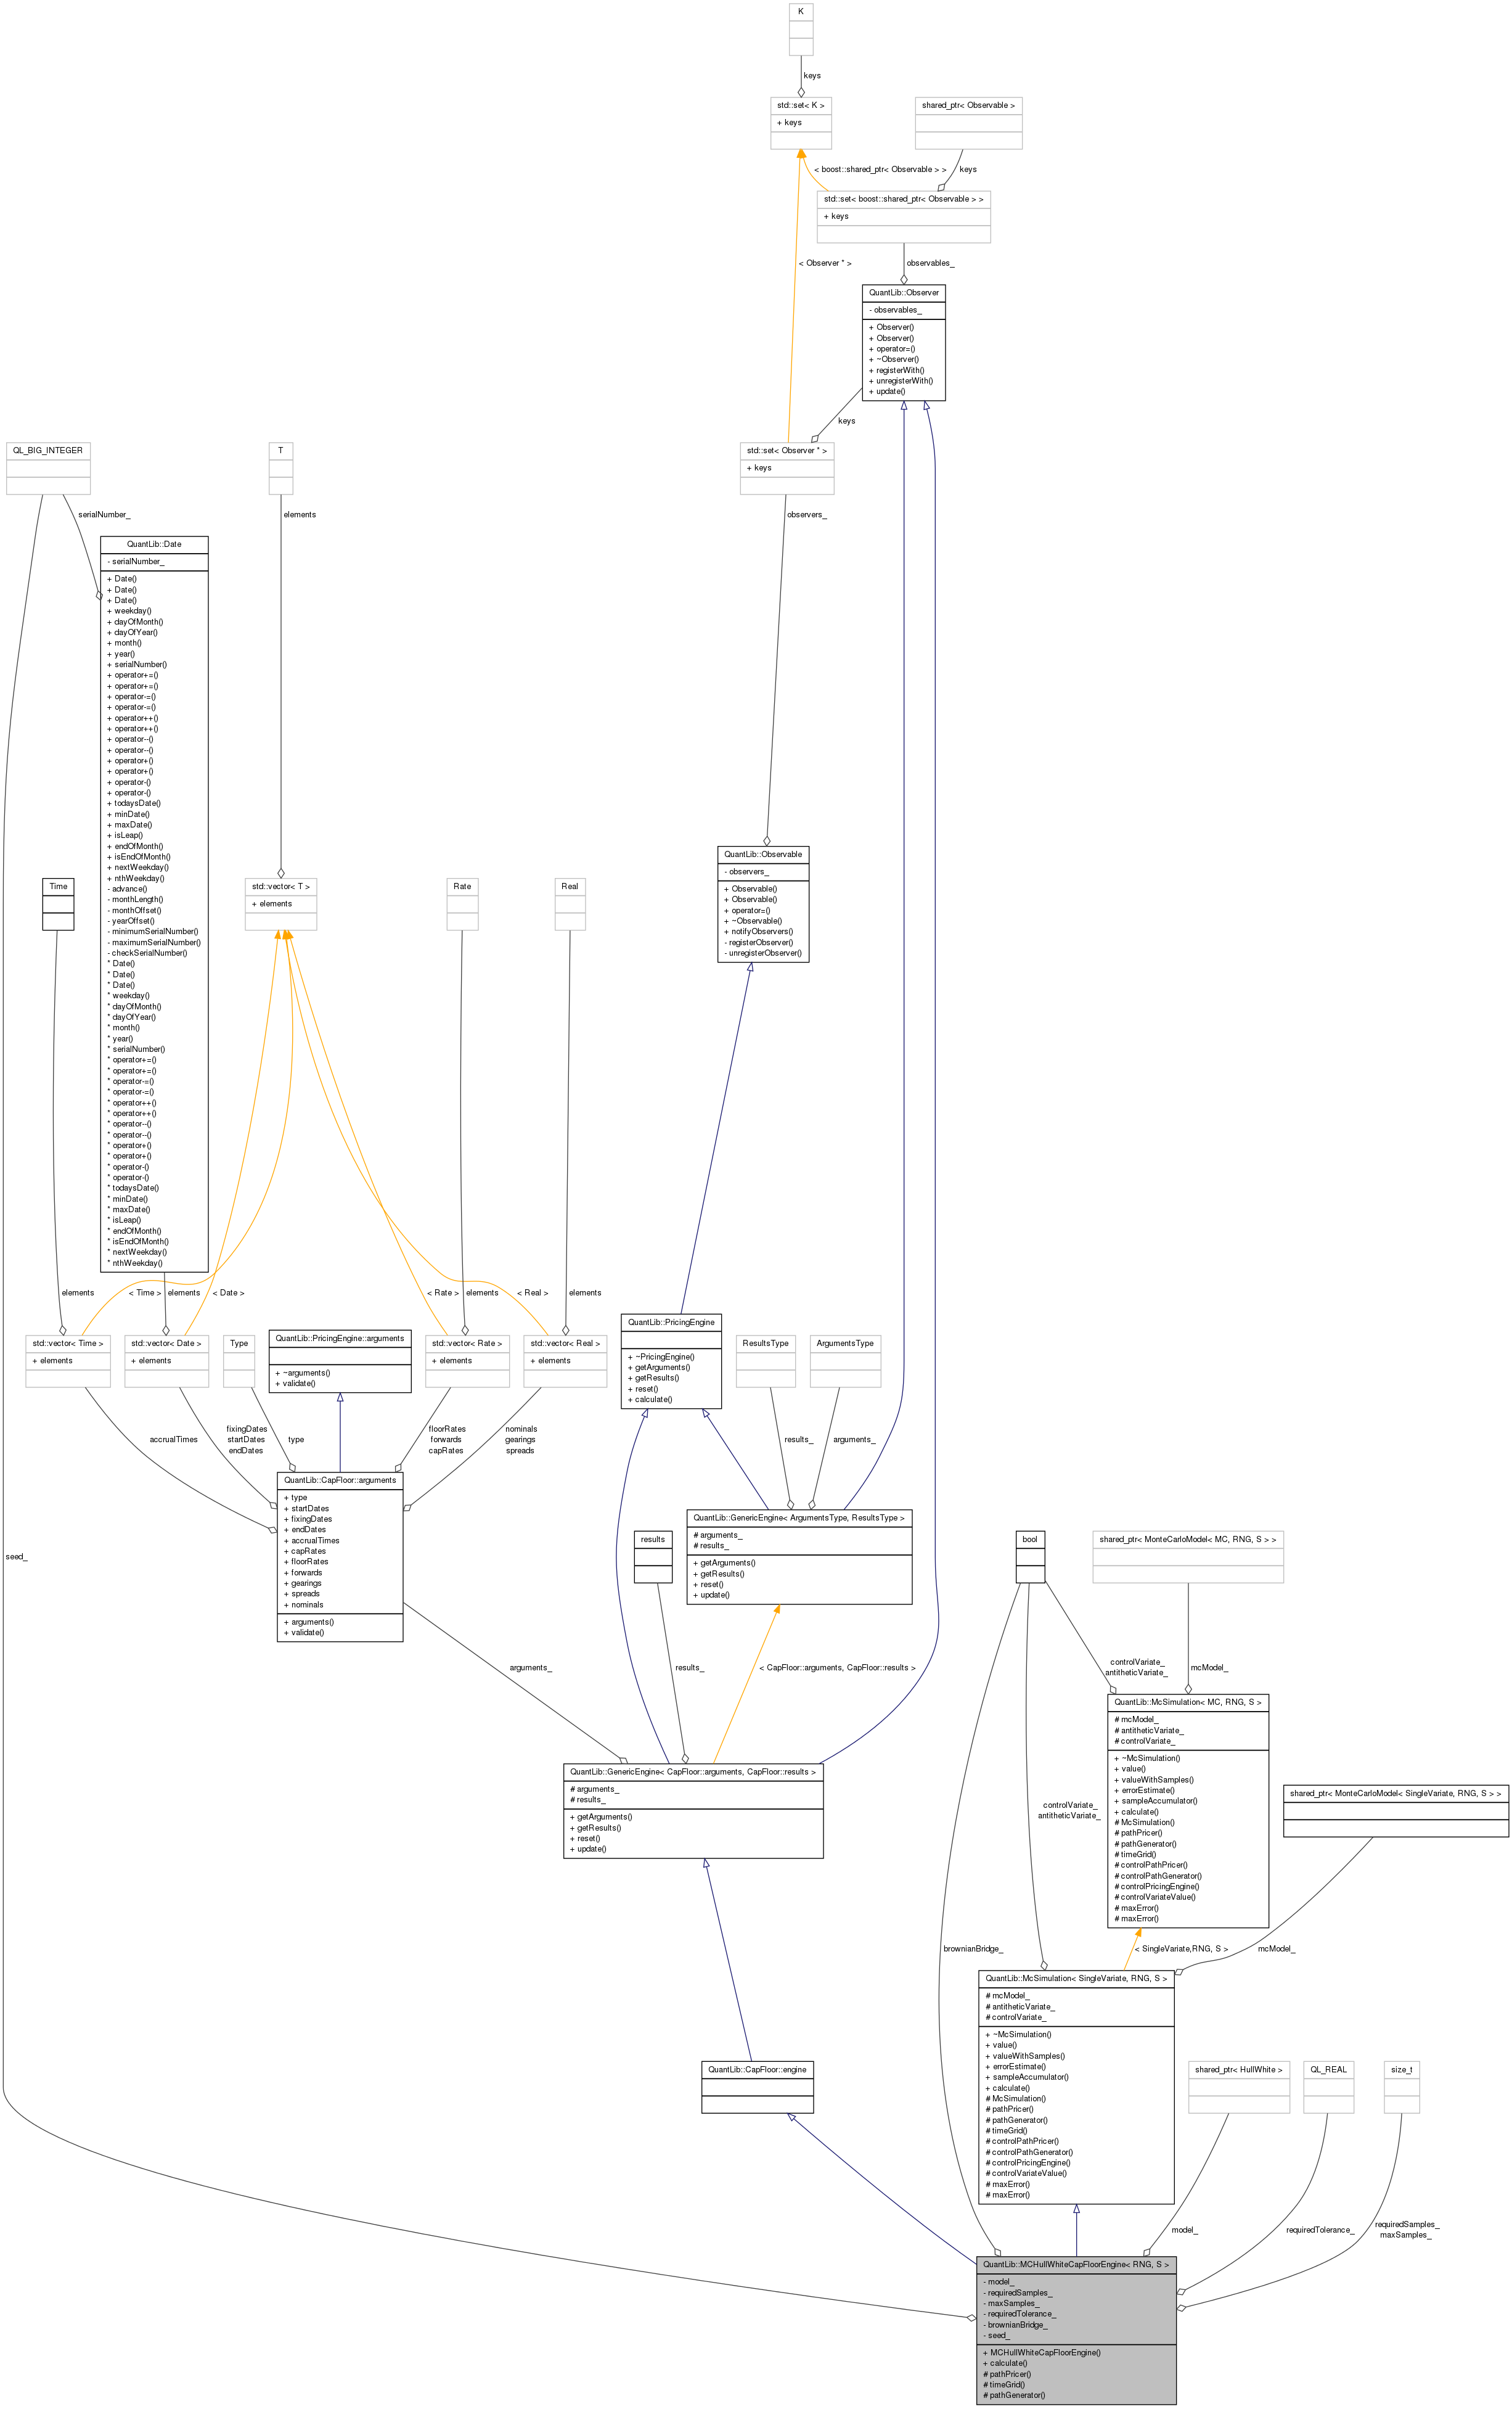 K
keys
std::set< K >
+ keys
shared_ptr< Observable >
< boost::shared_ptr< Observable > >
keys
std::set< boost::shared_ptr< Observable > >
+ keys
< Observer * >
observables_
QuantLib::Observer
- observables_
+ Observer()
+ Observer()
+ operator=()
+ ~Observer()
+ registerWith()
+ unregisterWith()
+ update()
keys
QL_BIG_INTEGER
T
std::set< Observer * >
+ keys
serialNumber_
elements
observers_
QuantLib::Date
- serialNumber_
+ Date()
+ Date()
+ Date()
+ weekday()
+ dayOfMonth()
+ dayOfYear()
+ month()
+ year()
+ serialNumber()
+ operator+=()
+ operator+=()
+ operator-=()
+ operator-=()
+ operator++()
+ operator++()
+ operator--()
+ operator--()
+ operator+()
+ operator+()
+ operator-()
+ operator-()
+ todaysDate()
+ minDate()
+ maxDate()
+ isLeap()
+ endOfMonth()
+ isEndOfMonth()
+ nextWeekday()
+ nthWeekday()
- advance()
- monthLength()
- monthOffset()
- yearOffset()
- minimumSerialNumber()
- maximumSerialNumber()
- checkSerialNumber()
* Date()
* Date()
* Date()
* weekday()
* dayOfMonth()
* dayOfYear()
* month()
* year()
* serialNumber()
* operator+=()
* operator+=()
* operator-=()
* operator-=()
* operator++()
* operator++()
* operator--()
* operator--()
* operator+()
* operator+()
* operator-()
* operator-()
* todaysDate()
* minDate()
* maxDate()
* isLeap()
* endOfMonth()
* isEndOfMonth()
* nextWeekday()
* nthWeekday()
Time
std::vector< T >
+ elements
Rate
Real
QuantLib::Observable
- observers_
+ Observable()
+ Observable()
+ operator=()
+ ~Observable()
+ notifyObservers()
- registerObserver()
- unregisterObserver()
elements
< Time >
elements
< Date >
< Rate >
elements
< Real >
elements
std::vector< Time >
+ elements
std::vector< Date >
+ elements
Type
QuantLib::PricingEngine::arguments
+ ~arguments()
+ validate()
std::vector< Rate >
+ elements
std::vector< Real >
+ elements
QuantLib::PricingEngine
+ ~PricingEngine()
+ getArguments()
+ getResults()
+ reset()
+ calculate()
ResultsType
ArgumentsType
accrualTimes
fixingDates
startDates
endDates
type
floorRates
forwards
capRates
nominals
gearings
spreads
results_
arguments_
QuantLib::CapFloor::arguments
+ type
+ startDates
+ fixingDates
+ endDates
+ accrualTimes
+ capRates
+ floorRates
+ forwards
+ gearings
+ spreads
+ nominals
+ arguments()
+ validate()
results
QuantLib::GenericEngine< ArgumentsType, ResultsType >
# arguments_
# results_
+ getArguments()
+ getResults()
+ reset()
+ update()
bool
shared_ptr< MonteCarloModel< MC, RNG, S > >
seed_
arguments_
results_
< CapFloor::arguments, CapFloor::results >
controlVariate_
antitheticVariate_
mcModel_
QuantLib::McSimulation< MC, RNG, S >
# mcModel_
# antitheticVariate_
# controlVariate_
+ ~McSimulation()
+ value()
+ valueWithSamples()
+ errorEstimate()
+ sampleAccumulator()
+ calculate()
# McSimulation()
# pathPricer()
# pathGenerator()
# timeGrid()
# controlPathPricer()
# controlPathGenerator()
# controlPricingEngine()
# controlVariateValue()
# maxError()
# maxError()
QuantLib::GenericEngine< CapFloor::arguments, CapFloor::results >
# arguments_
# results_
+ getArguments()
+ getResults()
+ reset()
+ update()
controlVariate_
antitheticVariate_
shared_ptr< MonteCarloModel< SingleVariate, RNG, S > >
brownianBridge_
< SingleVariate,RNG, S >
mcModel_
QuantLib::McSimulation< SingleVariate, RNG, S >
# mcModel_
# antitheticVariate_
# controlVariate_
+ ~McSimulation()
+ value()
+ valueWithSamples()
+ errorEstimate()
+ sampleAccumulator()
+ calculate()
# McSimulation()
# pathPricer()
# pathGenerator()
# timeGrid()
# controlPathPricer()
# controlPathGenerator()
# controlPricingEngine()
# controlVariateValue()
# maxError()
# maxError()
QuantLib::CapFloor::engine
shared_ptr< HullWhite >
QL_REAL
size_t
model_
requiredTolerance_
requiredSamples_
maxSamples_
QuantLib::MCHullWhiteCapFloorEngine< RNG, S >
- model_
- requiredSamples_
- maxSamples_
- requiredTolerance_
- brownianBridge_
- seed_
+ MCHullWhiteCapFloorEngine()
+ calculate()
# pathPricer()
# timeGrid()
# pathGenerator()